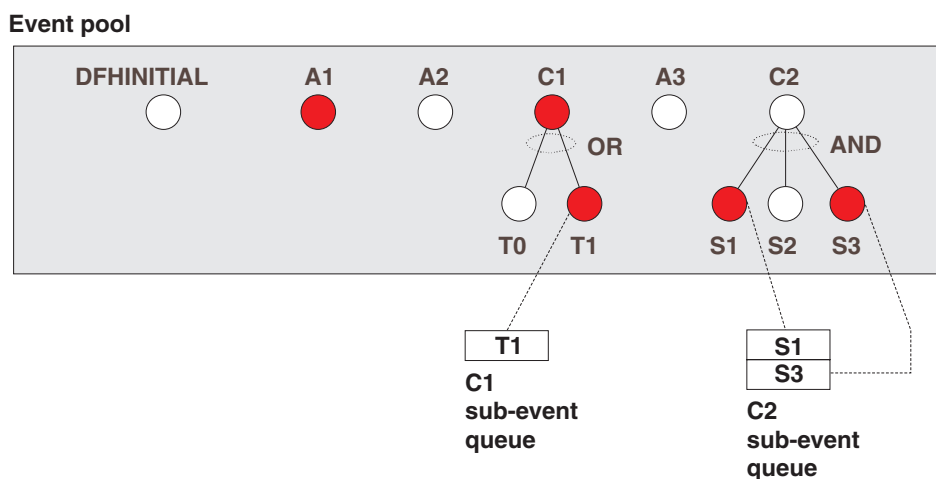 Event pool
DFHINITIAL A1 A2 C1 A3 C2
OR AND
T0 T1 S1 S2 S3
T1 S1
S3
C1
sub-event
queue
C2
sub-event
queue